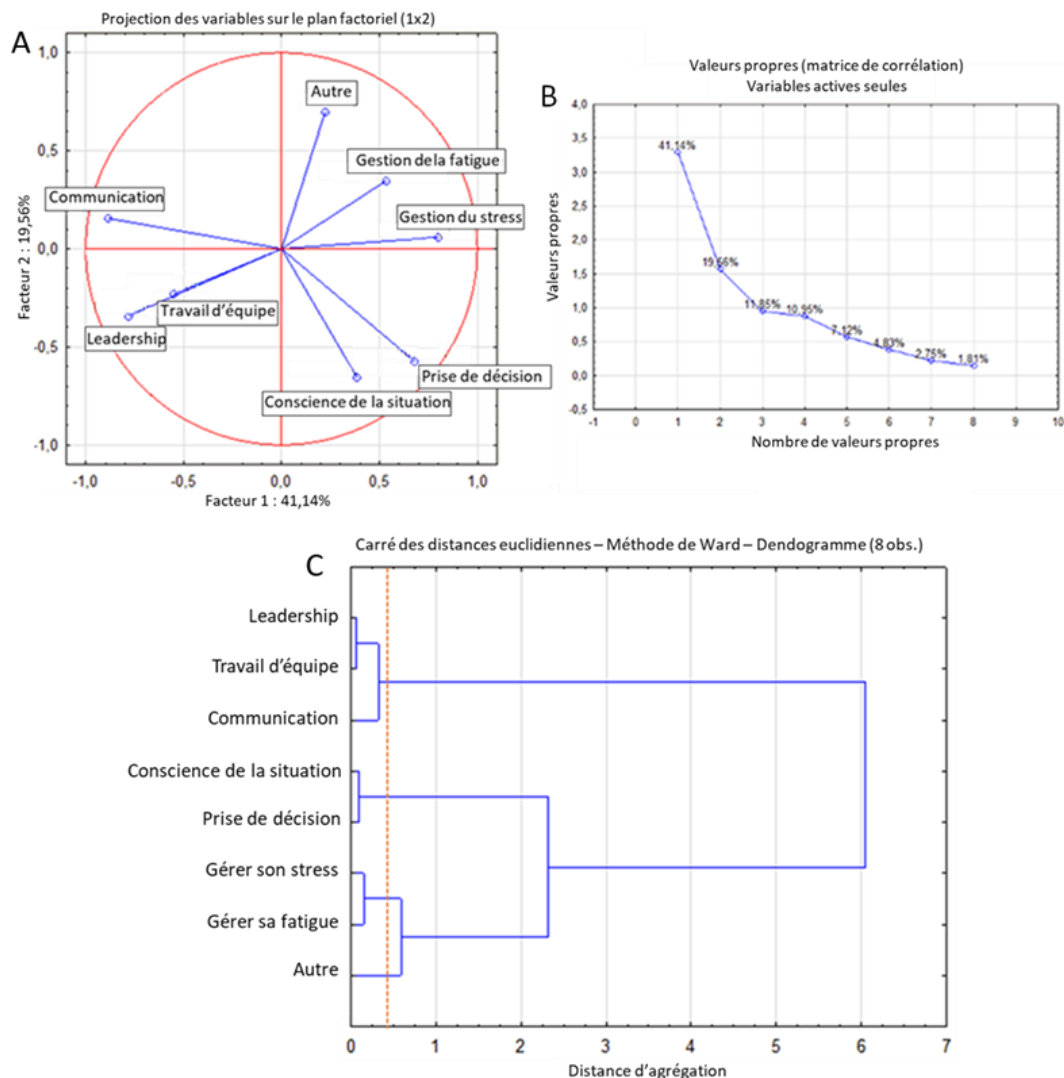 A
Projection des variables sur le plan factoriel (1x2)
1,0
0,5
0,0
-0,5
-1,0
Facteur 2 : 19,56%
Autre
Gestion de la fatigue
Communication
Gestion du stress
Travail d'équipe
Leadership
Prise de décision
Conscience de la situation
-1,0 -0,5 0,0 0,5 1,0
Facteur 1 : 41,14%
B
Valeurs propres (matrice de corrélation)
Variables actives seules
4,0
3,5
3,0
2,5
2,0
1,5
1,0
0,5
0,0
-0,5
Valeurs propres
41,14%
19,56%
11,85%
10,95%
7,12%
4,83%
2,75%
1,81%
-1 0 1 2 3 4 5 6 7 8 9 10
Nombre de valeurs propres
Carré des distances euclidiennes – Méthode de Ward – Dendogramme (8 obs.)
C
Leadership
Travail d'équipe
Communication
Conscience de la situation
Prise de décision
Gérer son stress
Gérer sa fatigue
Autre
0 1 2 3 4 5 6 7
Distance d'agrégation